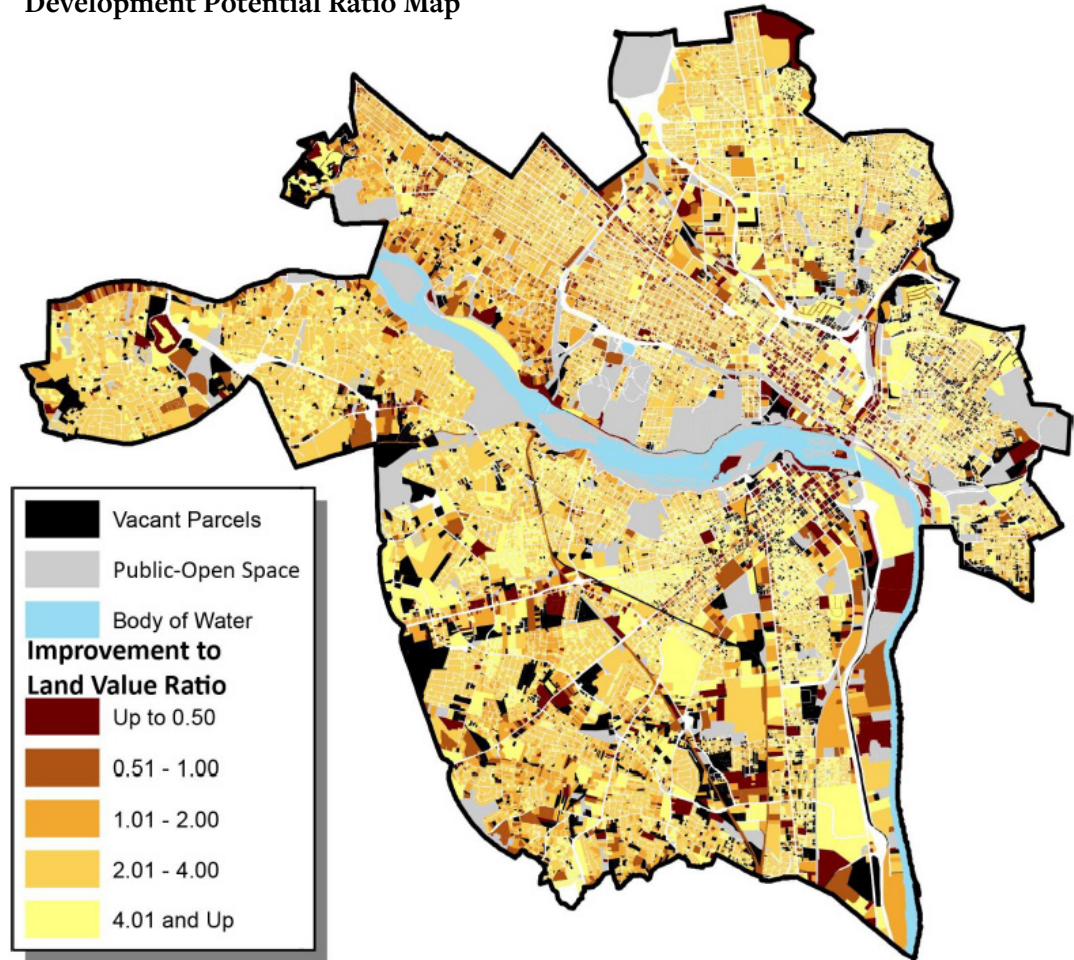 Development Potential Ratio Map
Vacant Parcels
Public-Open Space
Body of Water
Improvement to
Land Value Ratio
Up to 0.50
0.51 - 1.00
1.01 - 2.00
2.01 - 4.00
4.01 and Up